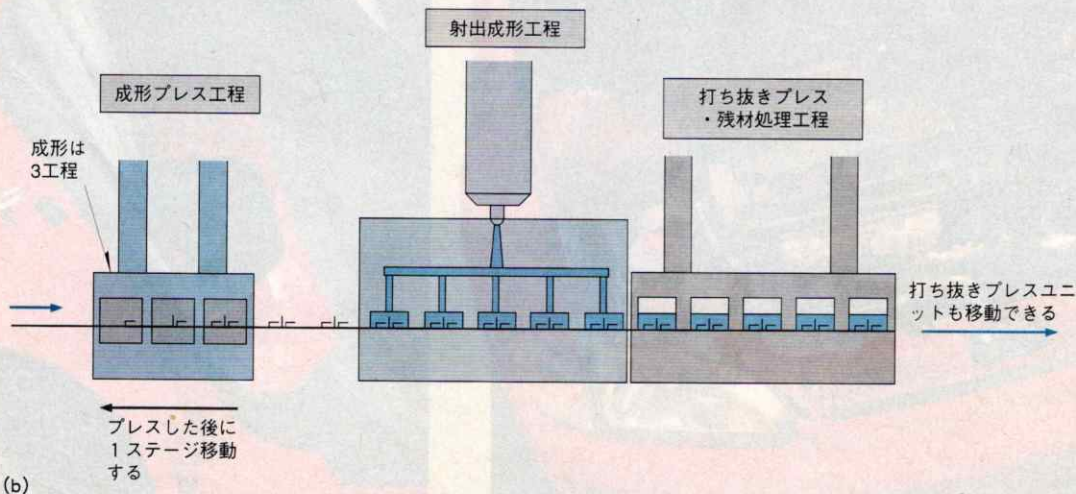 射出成形工程
成形プレス工程
打ち抜きプレス
・残材処理工程
成形は
3工程
打ち抜きプレスユニ
ットも移動できる
プレスした後に
1ステージ移動
する
(b)